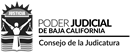 PODER JUDICIAL
DE BAJA CALIFORNIA
Consejo de la Judicatura